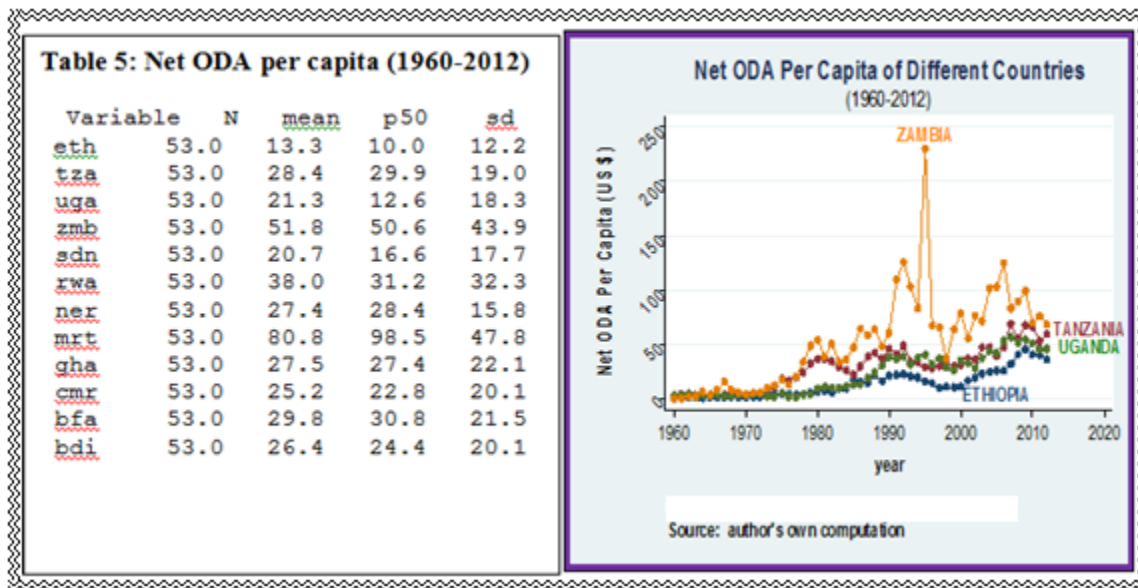 Table 5: Net ODA per capita (1960-2012)
Variable N mean p50 sd
eth 53.0 13.3 10.0 12.2
tza 53.0 28.4 29.9 19.0
uga 53.0 21.3 12.6 18.3
zmb 53.0 51.8 50.6 43.9
sdn 53.0 20.7 16.6 17.7
rwa 53.0 38.0 31.2 32.3
ner 53.0 27.4 28.4 15.8
mrt 53.0 80.8 98.5 47.8
gha 53.0 27.5 27.4 22.1
cmr 53.0 25.2 22.8 20.1
bfa 53.0 29.8 30.8 21.5
bdi 53.0 26.4 24.4 20.1
Net ODA Per Capita of Different Countries
(1960-2012)
Net ODA Per Capita (US $)
250
200
150
100
50
0
ZAMBIA
TANZANIA
UGANDA
ETHIOPIA
1960 1970 1980 1990 2000 2010 2020
year
Source: author's own computation